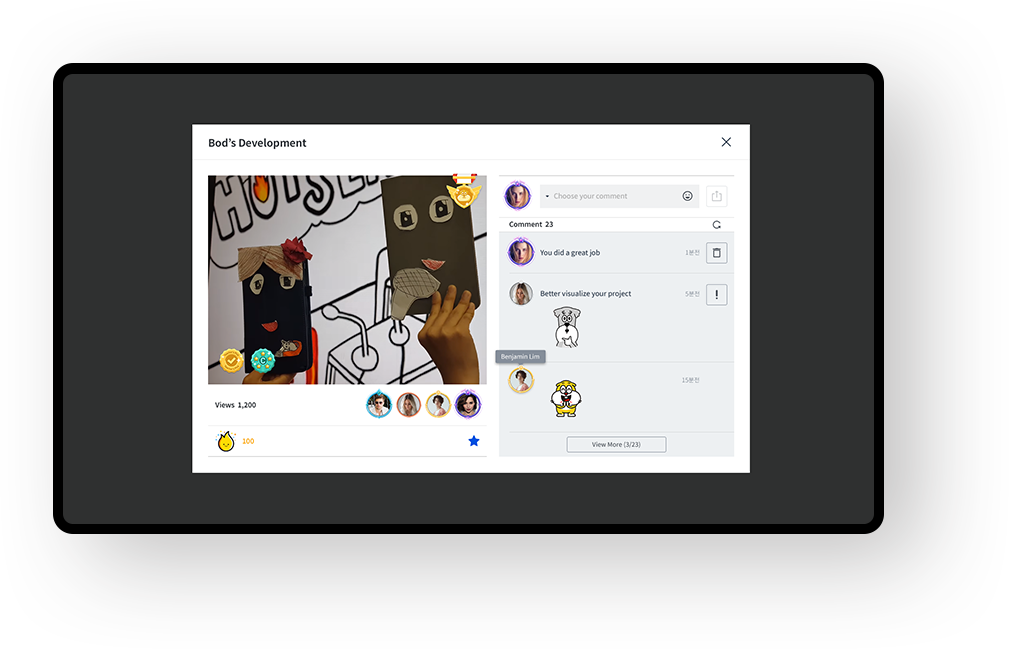 Bod's Development
Choose your comment
Comment 23
You did a great job
1분전
Better visualize your project
5분전
Benjamin Lim
15분전
Views 1,200
100
View More (3/23)